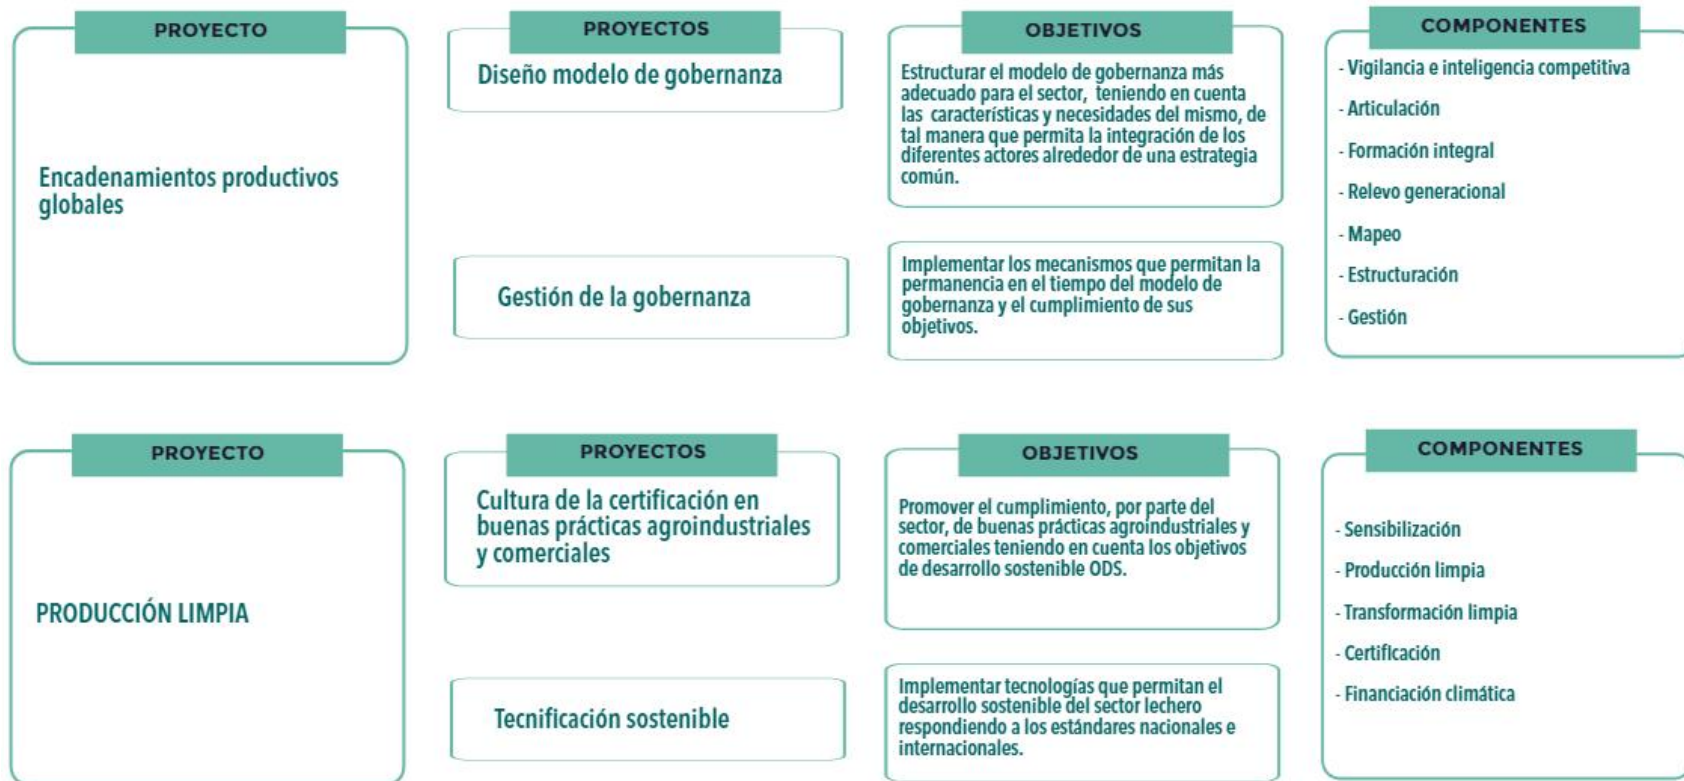 PROYECTO
Encadenamientos productivos
globales
PROYECTOS
Diseño modelo de gobernanza
Gestión de la gobernanza
OBJETIVOS
Estructurar el modelo de gobernanza más
adecuado para el sector, teniendo en cuenta
las características y necesidades del mismo, de
tal manera que permita la integración de los
diferentes actores alrededor de una estrategia
común.
Implementar los mecanismos que permitan la
permanencia en el tiempo del modelo de
gobernanza y el cumplimiento de sus
objetivos.
COMPONENTES
- Vigilancia e inteligencia competitiva
- Articulación
- Formación integral
- Relevo generacional
- Mapeo
- Estructuración
- Gestión
PROYECTO
PRODUCCIÓN LIMPIA
PROYECTOS
Cultura de la certificación en
buenas prácticas agroindustriales
y comerciales
Tecnificación sostenible
OBJETIVOS
Promover el cumplimiento, por parte del
sector, de buenas prácticas agroindustriales y
comerciales teniendo en cuenta los objetivos
de desarrollo sostenible ODS.
Implementar tecnologías que permitan el
desarrollo sostenible del sector lechero
respondiendo a los estándares nacionales e
internacionales.
COMPONENTES
- Sensibilización
- Producción limpia
- Transformación limpia
- Certificación
- Financiación climática